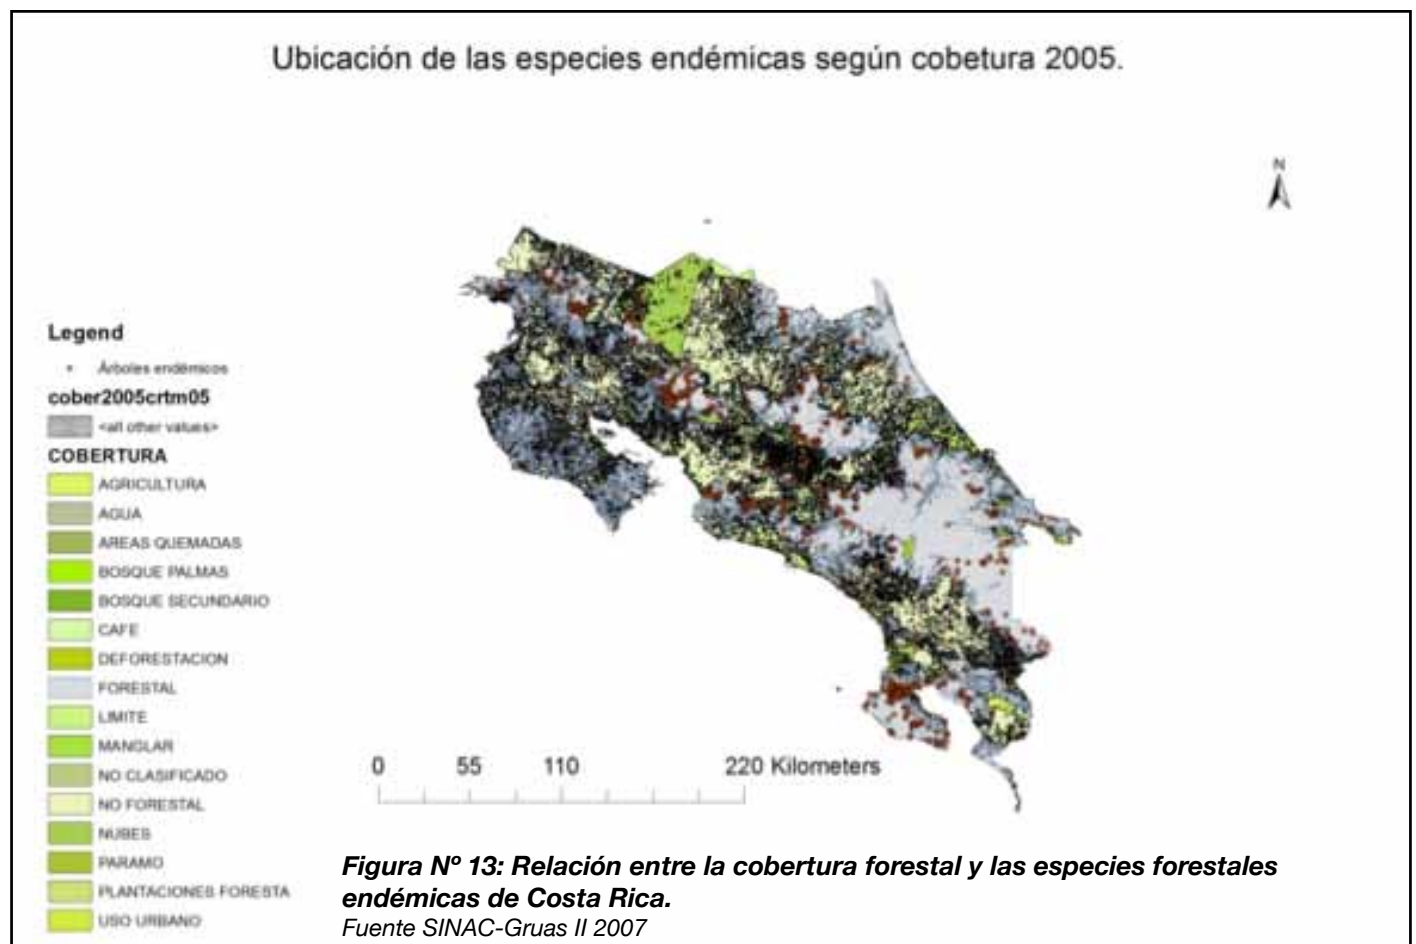 Ubicación de las especies endémicas según cobetura 2005.
N
Legend
Árboles endémicos
cober2005crtm05
<all other values>
COBERTURA
AGRICULTURA
AGUA
AREAS QUEMADAS
BOSQUE PALMAS
BOSQUE SECUNDARIO
CAFE
DEFORESTACION
FORESTAL
LIMITE
MANGLAR
NO CLASIFICADO
NO FORESTAL
NUBES
PARAMO
PLANTACIONES FORESTA
USO URBANO
0 55 110 220 Kilometers
Figura Nº 13: Relación entre la cobertura forestal y las especies forestales
endémicas de Costa Rica.
Fuente SINAC-Gruas II 2007